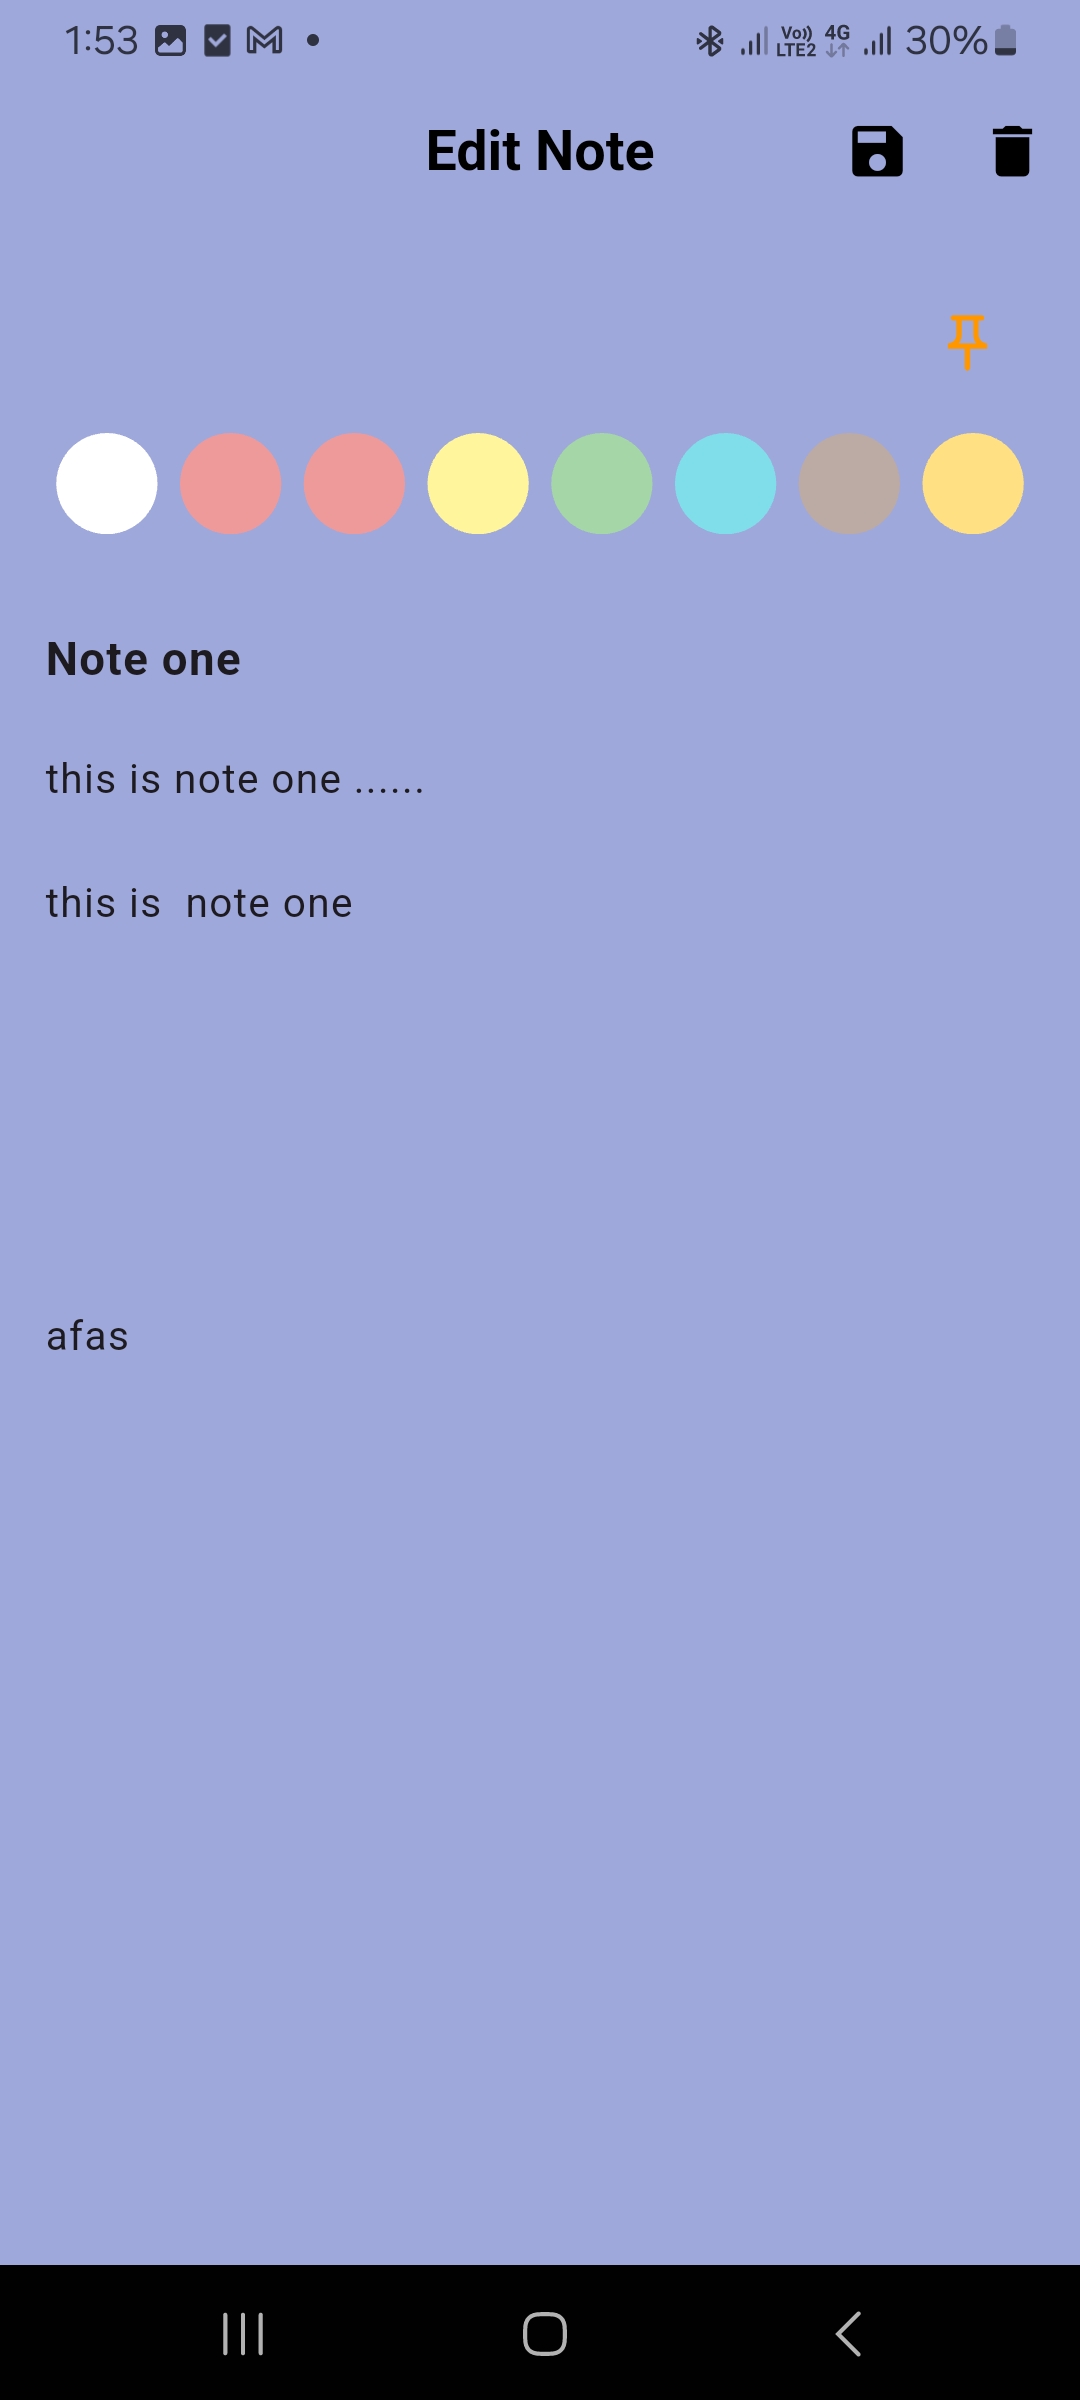 1:53
Vo)) LTE2 4G 30%
Edit Note
Note one
this is note one ......
this is  note one
afas